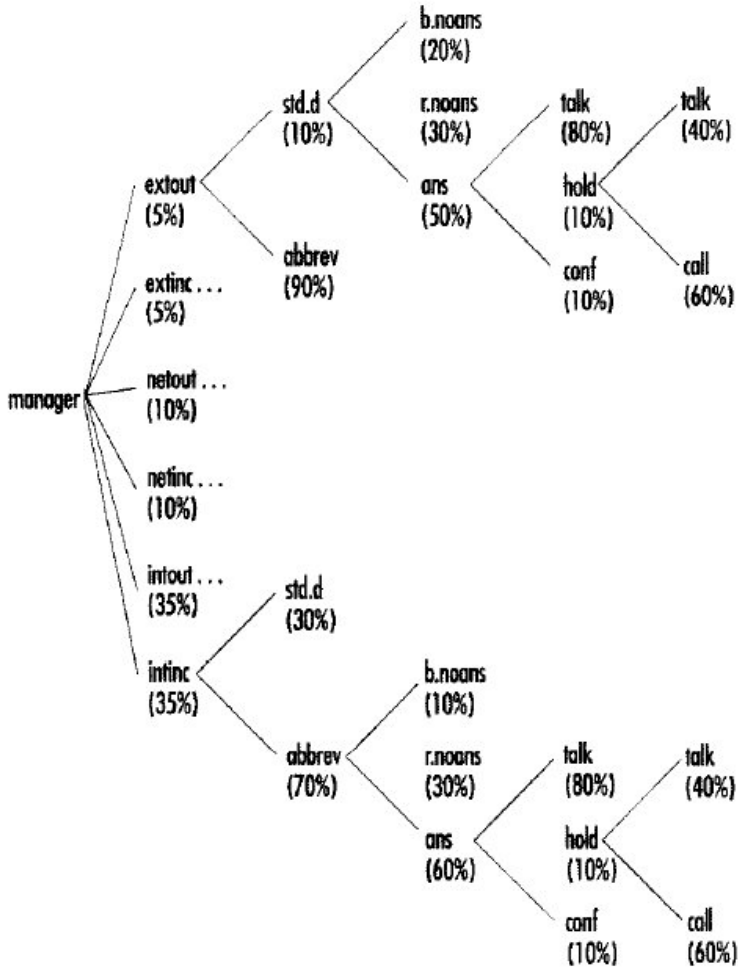 b.noans
(20%)
std.d
(10%)
r.noans
(30%)
talk
(80%)
talk
(40%)
extout
(5%)
ans
(50%)
hold
(10%)
abbrev
(90%)
conf
(10%)
call
(60%)
extinc...
(5%)
manager
netout...
(10%)
netinc...
(10%)
intout...
(35%)
std.d
(30%)
intinc
(35%)
b.noans
(10%)
abbrev
(70%)
r.noans
(30%)
talk
(80%)
talk
(40%)
ans
(60%)
hold
(10%)
conf
(10%)
call
(60%)